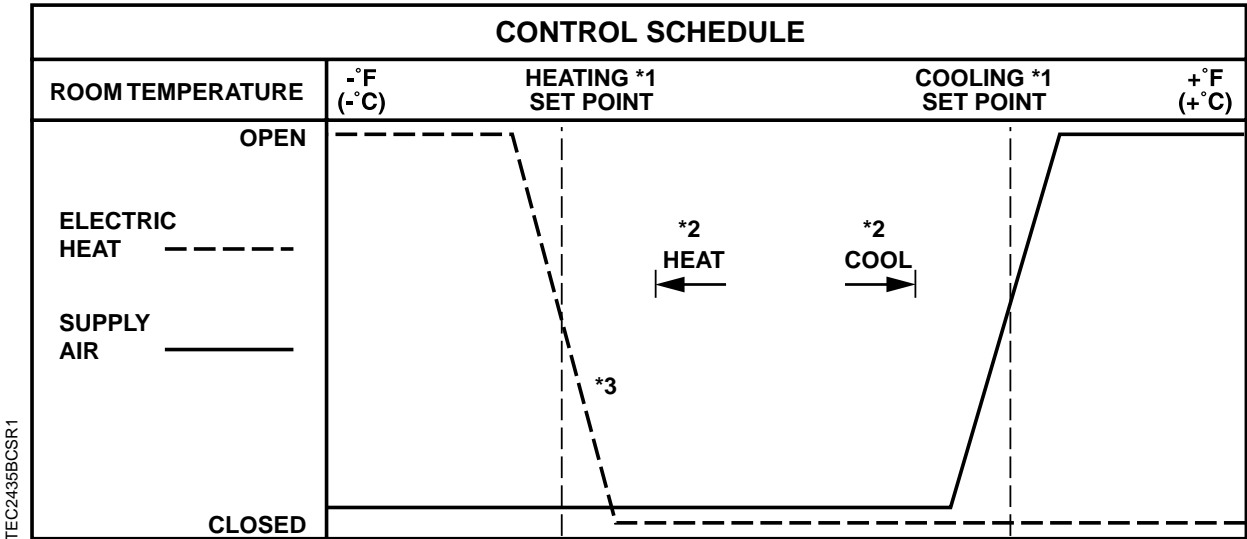 CONTROL SCHEDULE
ROOM TEMPERATURE
-˚F
(-˚C)
HEATING *1
SET POINT
COOLING *1
SET POINT
+˚F
(+˚C)
OPEN
ELECTRIC
HEAT
SUPPLY
AIR
CLOSED
*2
HEAT
*2
COOL
*3
TEC2435BCSR1